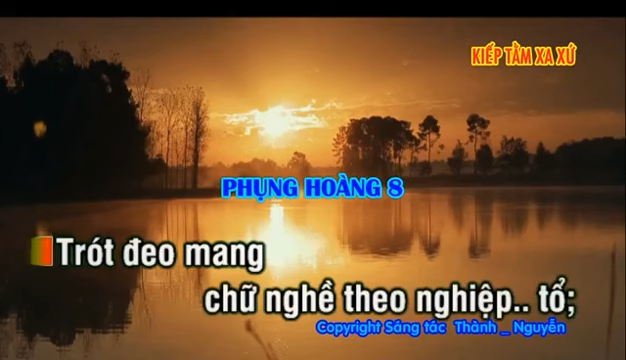 KIẾP TẰM XA XỨ
PHỤNG HOÀNG 8
Trót đeo mang
chữ nghề theo nghiệp.. tổ;
Copyright Sáng tác Thành _ Nguyễn